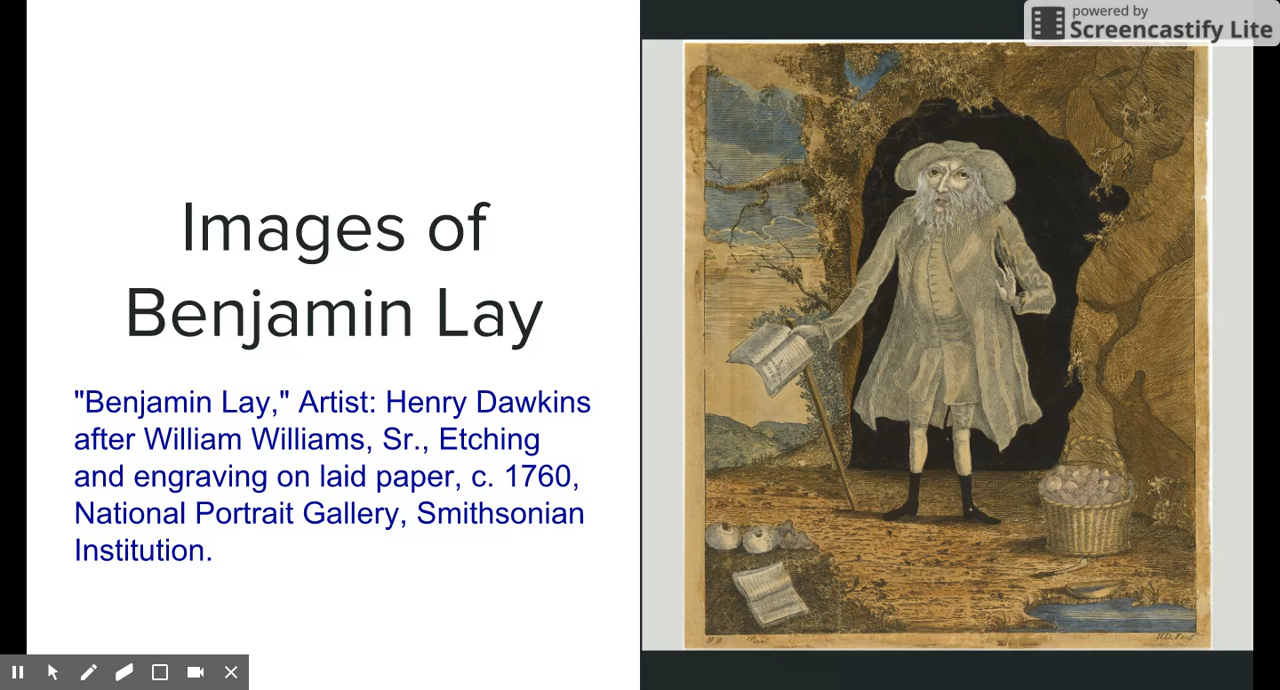 powered by
Screencastify Lite
Images of
Benjamin Lay
"Benjamin Lay," Artist: Henry Dawkins
after William Williams, Sr., Etching
and engraving on laid paper, c. 1760,
National Portrait Gallery, Smithsonian
Institution.